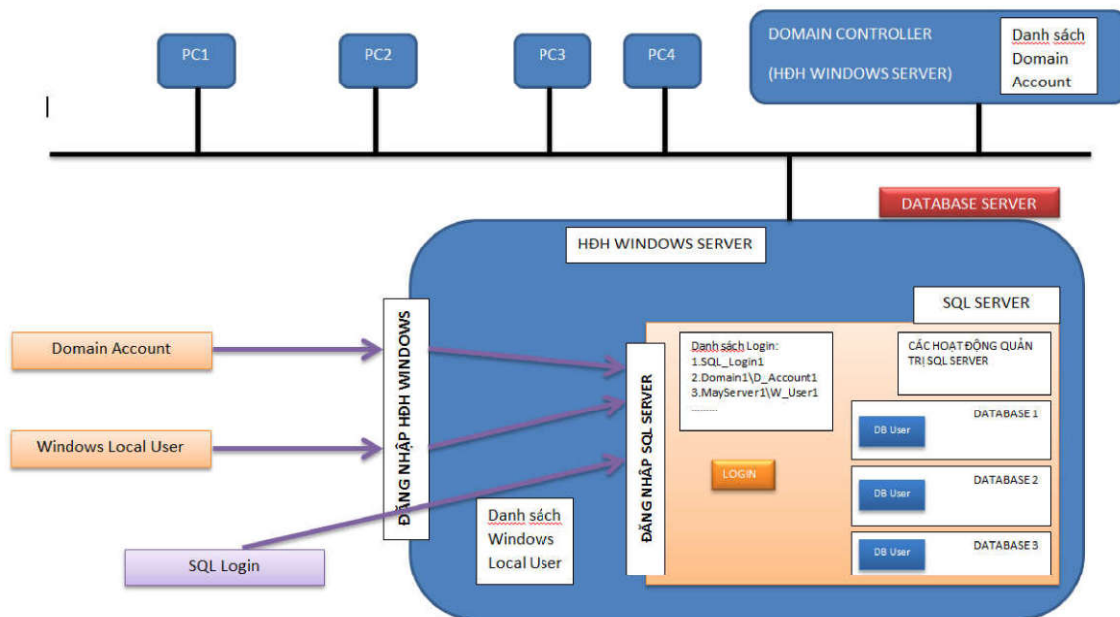 PC1
PC2
PC3
PC4
DOMAIN CONTROLLER
(HĐH WINDOWS SERVER)
Danh sách
Domain
Account
DATABASE SERVER
HĐH WINDOWS SERVER
SQL SERVER
Domain Account
Windows Local User
SQL Login
ĐĂNG NHẬP HĐH WINDOWS
Danh sách
Windows
Local User
ĐĂNG NHẬP SQL SERVER
Danh sách Login:
1.SQL_Login1
2.Domain1\D_Account1
3.MayServer1\W_User1
.........
LOGIN
CÁC HOẠT ĐỘNG QUẢN
TRỊ SQL SERVER
DATABASE 1
DB User
DATABASE 2
DB User
DATABASE 3
DB User